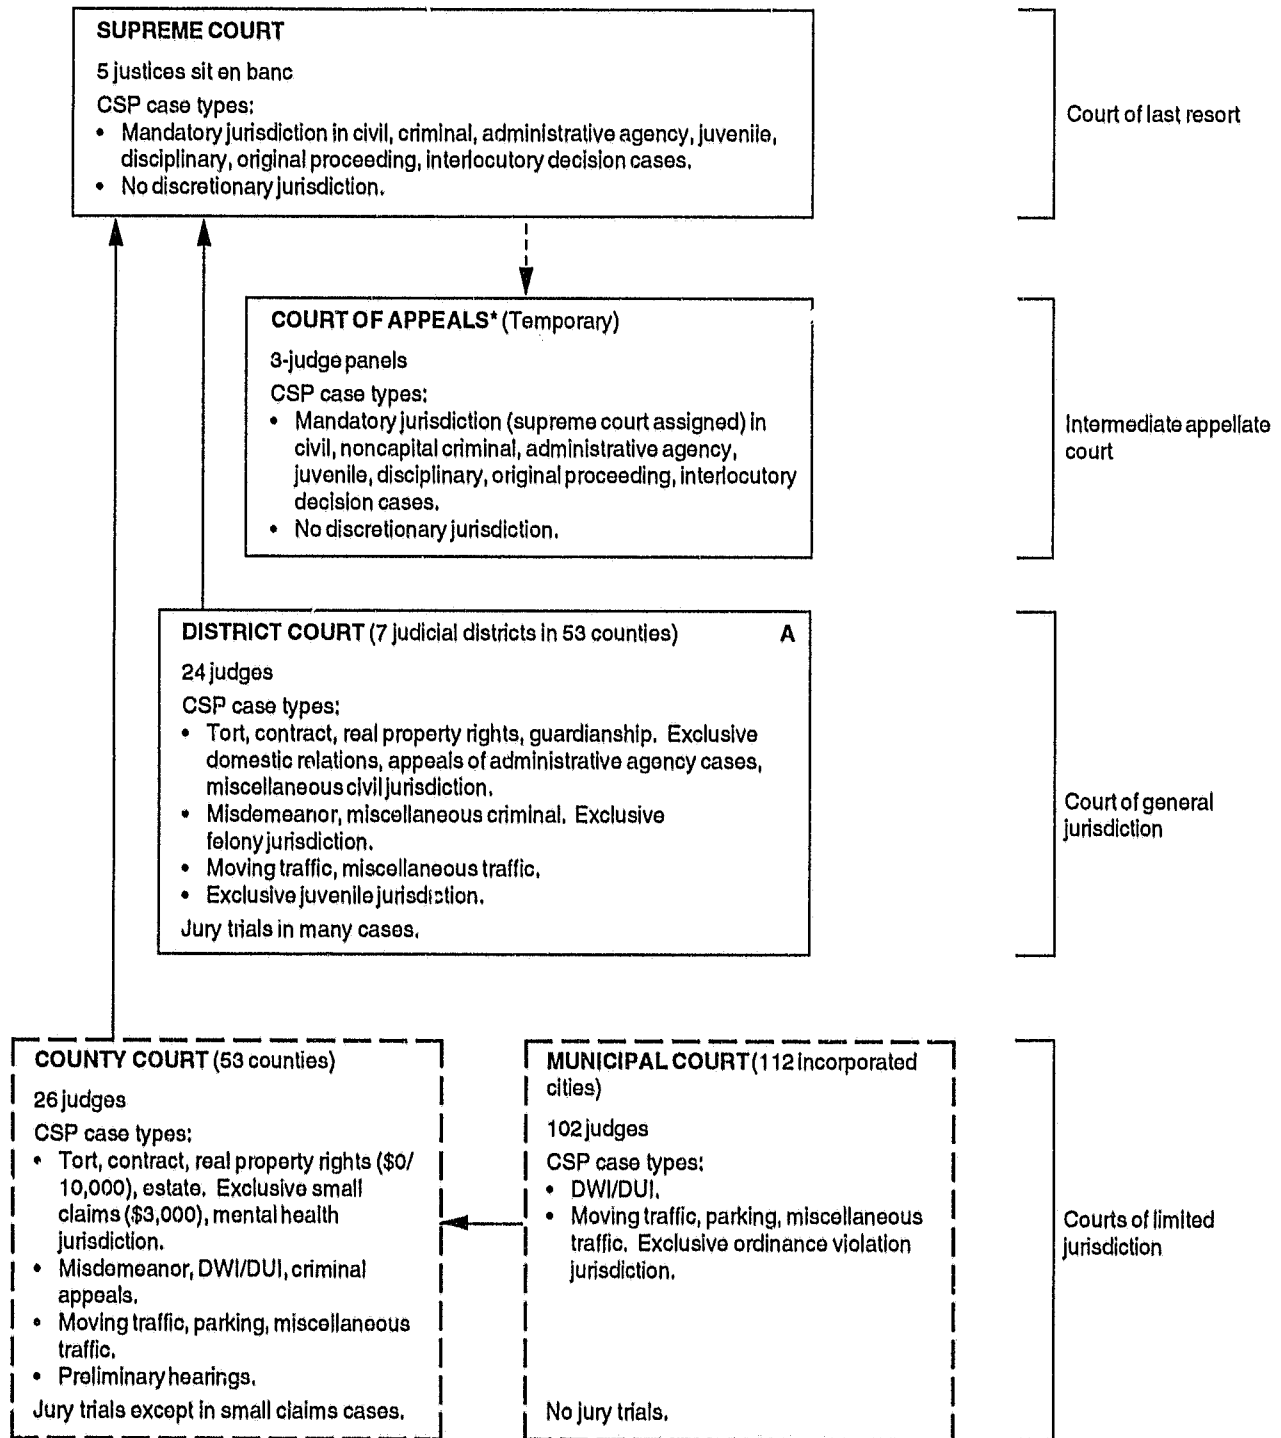 SUPREME COURT
5 justices sit en banc
CSP case types:
• Mandatory jurisdiction in civil, criminal, administrative agency, juvenile,
disciplinary, original proceeding, interlocutory decision cases.
• No discretionary jurisdiction.
Court of last resort
COURT OF APPEALS* (Temporary)
3-judge panels
CSP case types:
• Mandatory jurisdiction (supreme court assigned) in
civil, noncapital criminal, administrative agency,
juvenile, disciplinary, original proceeding, interlocutory
decision cases.
• No discretionary jurisdiction.
Intermediate appellate
court
DISTRICT COURT (7 judicial districts in 53 counties) A
24 judges
CSP case types:
• Tort, contract, real property rights, guardianship. Exclusive
domestic relations, appeals of administrative agency cases,
miscellaneous civil jurisdiction.
• Misdemeanor, miscellaneous criminal. Exclusive
felony jurisdiction.
• Moving traffic, miscellaneous traffic.
• Exclusive juvenile jurisdiction.
Jury trials in many cases.
Court of general
jurisdiction
COUNTY COURT (53 counties)
26 judges
CSP case types:
• Tort, contract, real property rights ($0/
10,000), estate. Exclusive small
claims ($3,000), mental health
jurisdiction.
• Misdemeanor, DWI/DUI, criminal
appeals.
• Moving traffic, parking, miscellaneous
traffic.
• Preliminary hearings.
Jury trials except in small claims cases.
MUNICIPAL COURT (112 incorporated
cities)
102 judges
CSP case types:
• DWI/DUI.
• Moving traffic, parking, miscellaneous
traffic. Exclusive ordinance violation
jurisdiction.
No jury trials.
Courts of limited
jurisdiction